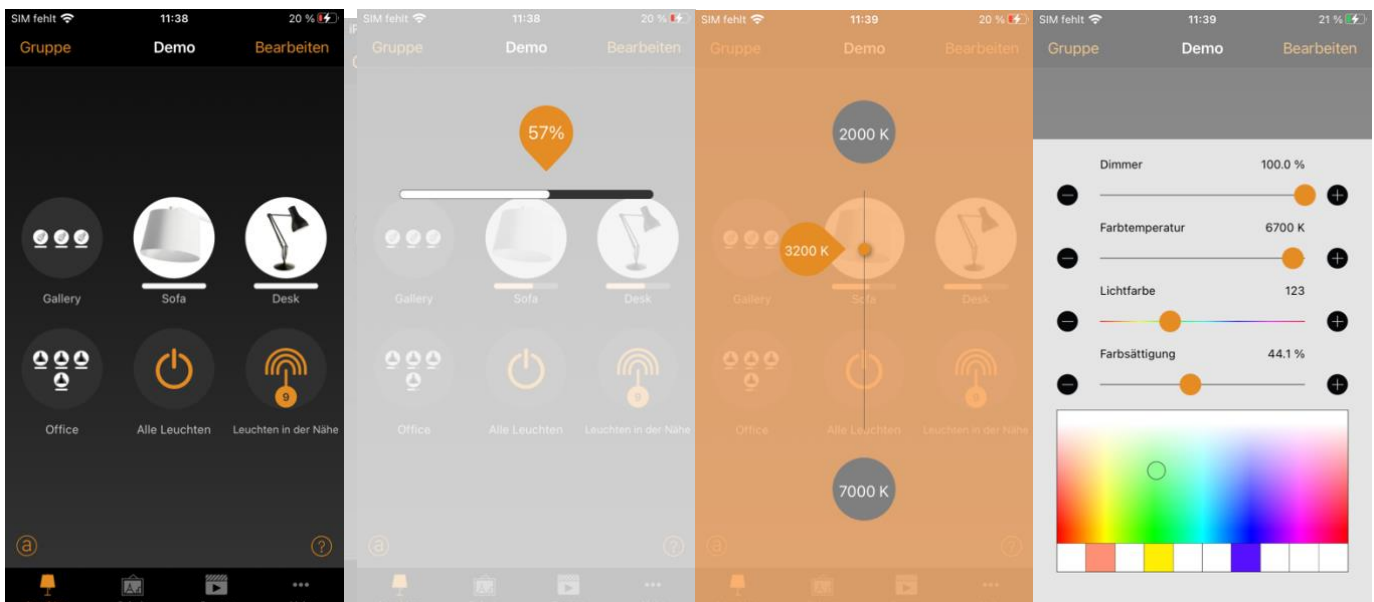 SIM fehlt 11:38 20 %
Gruppe Demo Bearbeiten
Gallery Sofa Desk
9
Office Alle Leuchten Leuchten in der Nähe
a ?
SIM fehlt 11:38 20 %
Gruppe Demo Bearbeiten
57%
Gallery Sofa Desk
9
Office Alle Leuchten Leuchten in der Nähe
a ?
SIM fehlt 11:39 20 %
Gruppe Demo Bearbeiten
2000 K
3200 K
Gallery Sofa Desk
9
Office Alle Leuchten Leuchten in der Nähe
7000 K
a ?
SIM fehlt 11:39 21 %
Gruppe Demo Bearbeiten
Dimmer 100.0 %
Farbtemperatur 6700 K
Lichtfarbe 123
Farbsättigung 44.1 %